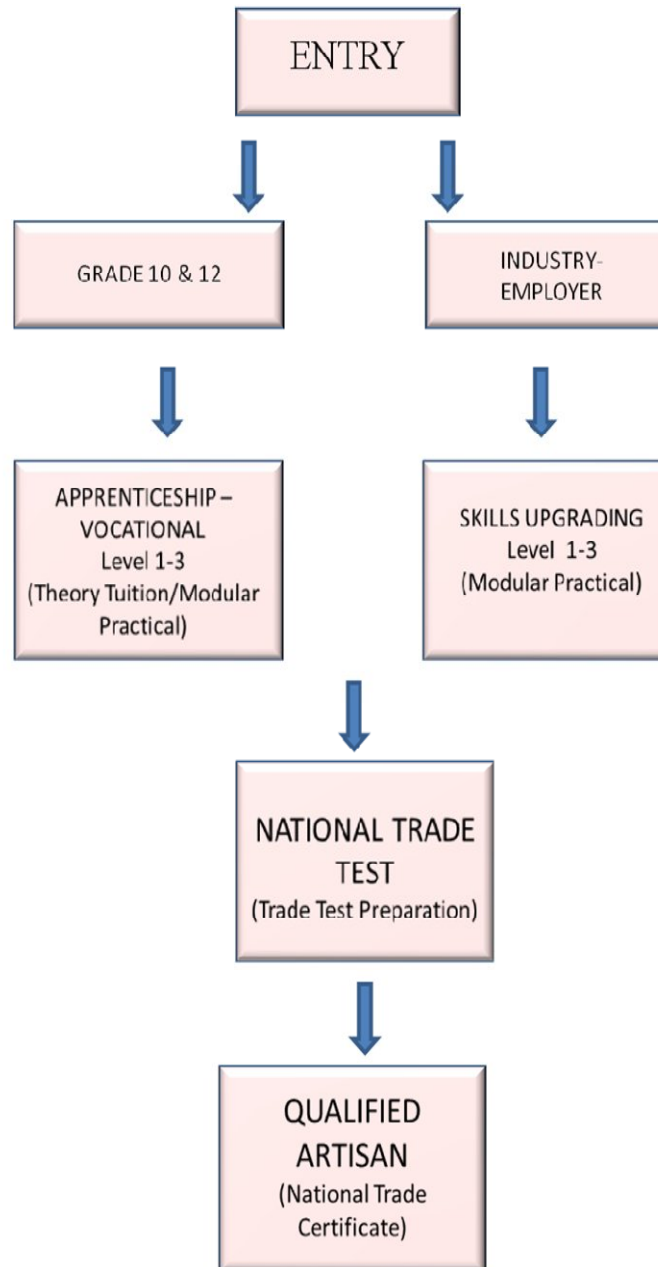 ENTRY
GRADE 10 & 12
INDUSTRY-
EMPLOYER
APPRENTICESHIP –
VOCATIONAL
Level 1-3
(Theory Tuition/Modular
Practical)
SKILLS UPGRADING
Level 1-3
(Modular Practical)
NATIONAL TRADE
TEST
(Trade Test Preparation)
QUALIFIED
ARTISAN
(National Trade
Certificate)